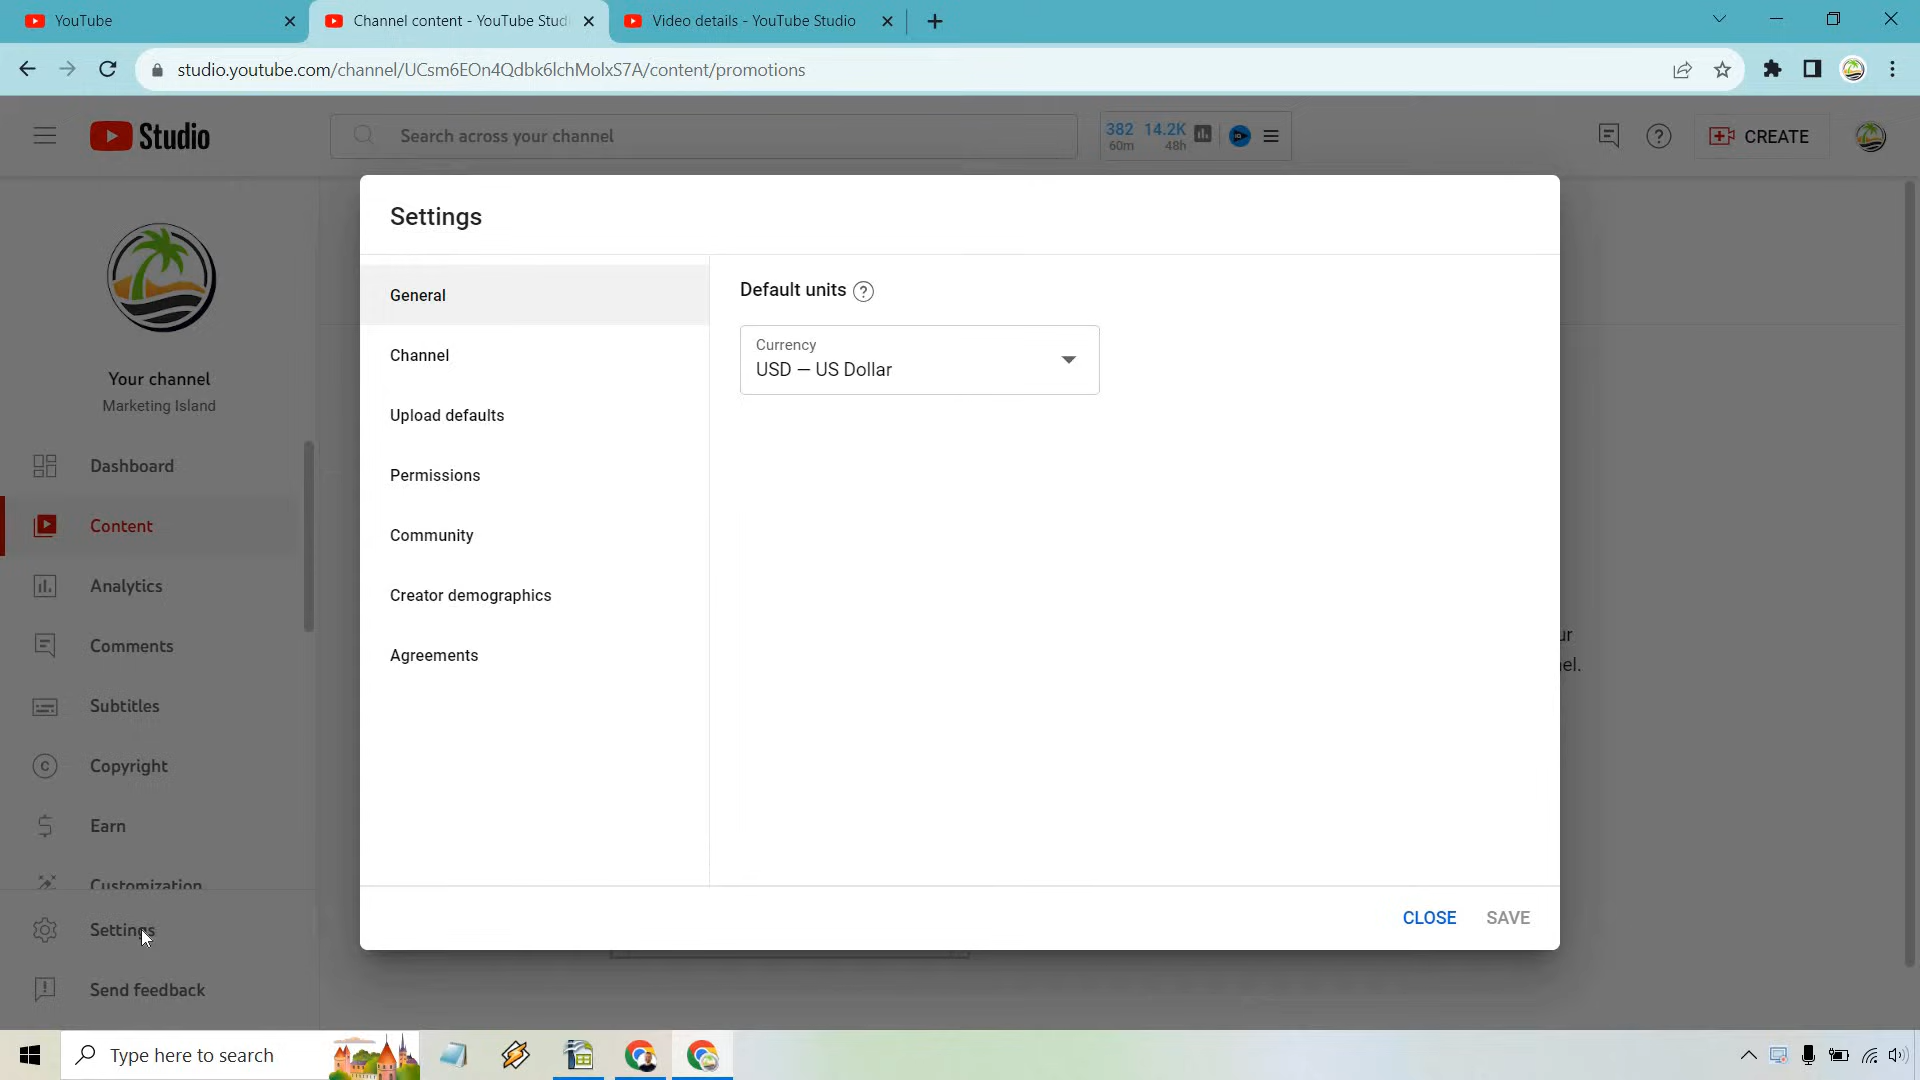 YouTube
Channel content - YouTube Stud
Video details - YouTube Studio
studio.youtube.com/channel/UCsm6EOn4Qdbk6lchMolxS7A/content/promotions
Studio
Search across your channel
382 14.2K
60m 48h
CREATE
Settings
General
Channel
Upload defaults
Permissions
Community
Creator demographics
Agreements
Default units
Currency
USD — US Dollar
CLOSE
SAVE
Your channel
Marketing Island
Dashboard
Content
Analytics
Comments
Subtitles
Copyright
Earn
Customization
Settings
Send feedback
ur
el.
Type here to search